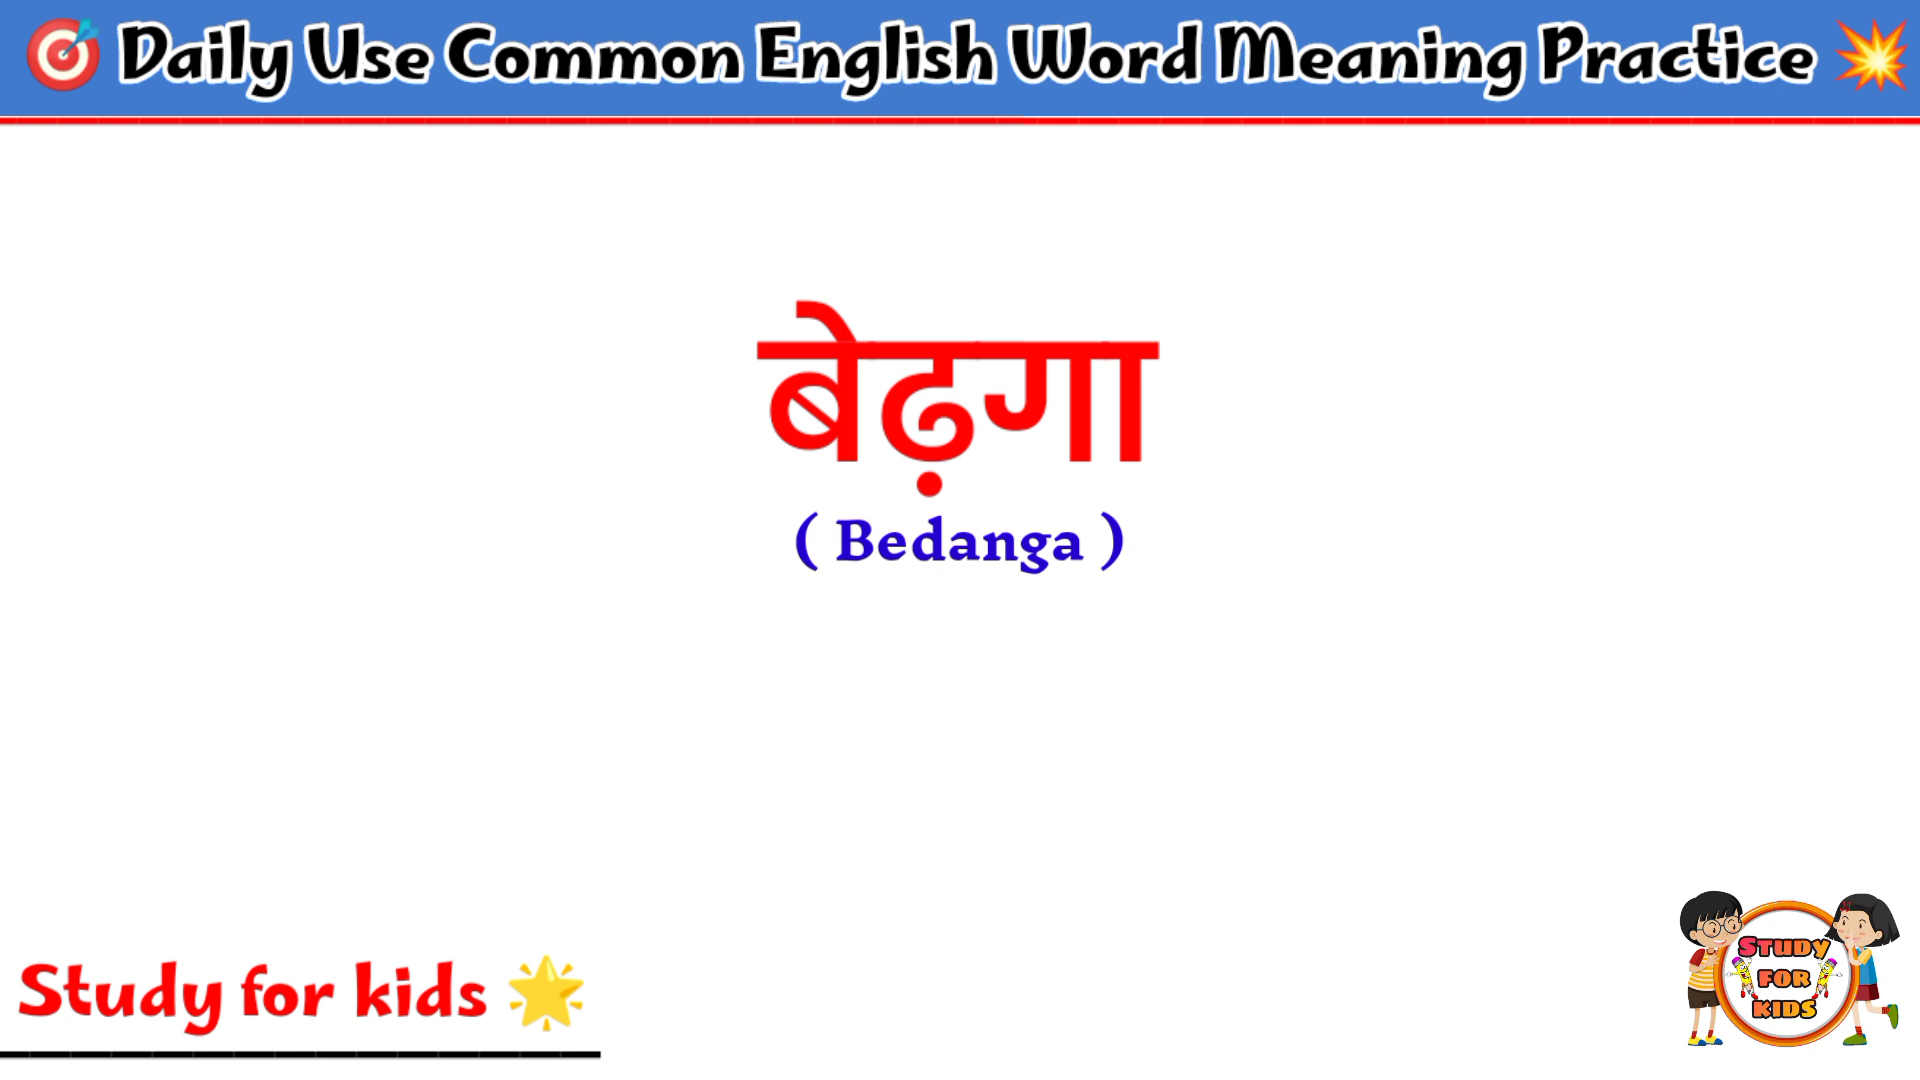 🎯 Daily Use Common English Word Meaning Practice 💥
बेढ़गा
( Bedanga )
Study for kids 🌟
STUDY
FOR
KIDS